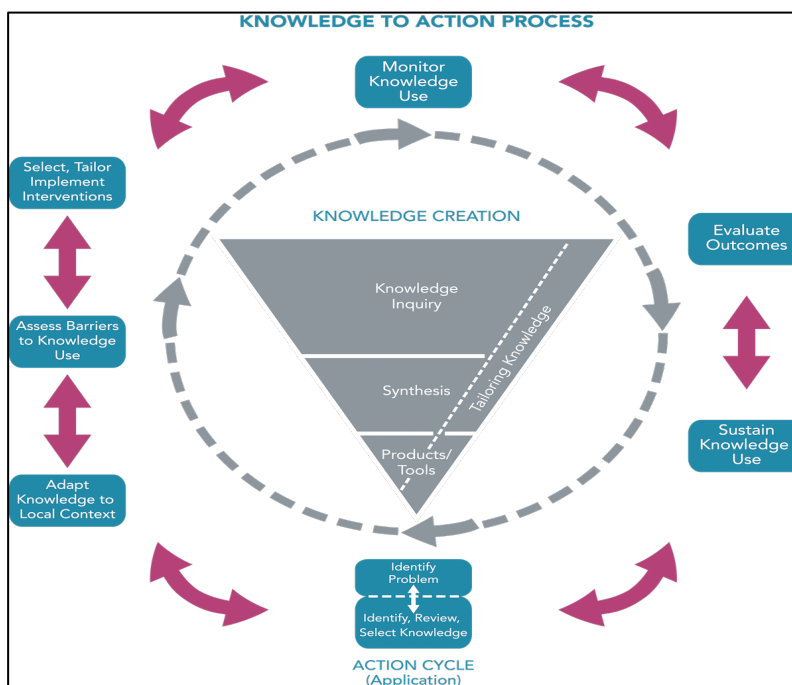 KNOWLEDGE TO ACTION PROCESS
Monitor
Knowledge
Use
Select, Tailor
Implement
Interventions
KNOWLEDGE CREATION
Evaluate
Outcomes
Knowledge
Inquiry
Assess Barriers
to Knowledge
Use
Synthesis
Tailoring Knowledge
Products/
Tools
Sustain
Knowledge
Use
Adapt
Knowledge to
Local Context
Identify
Problem
Identify, Review,
Select Knowledge
ACTION CYCLE
(Application)